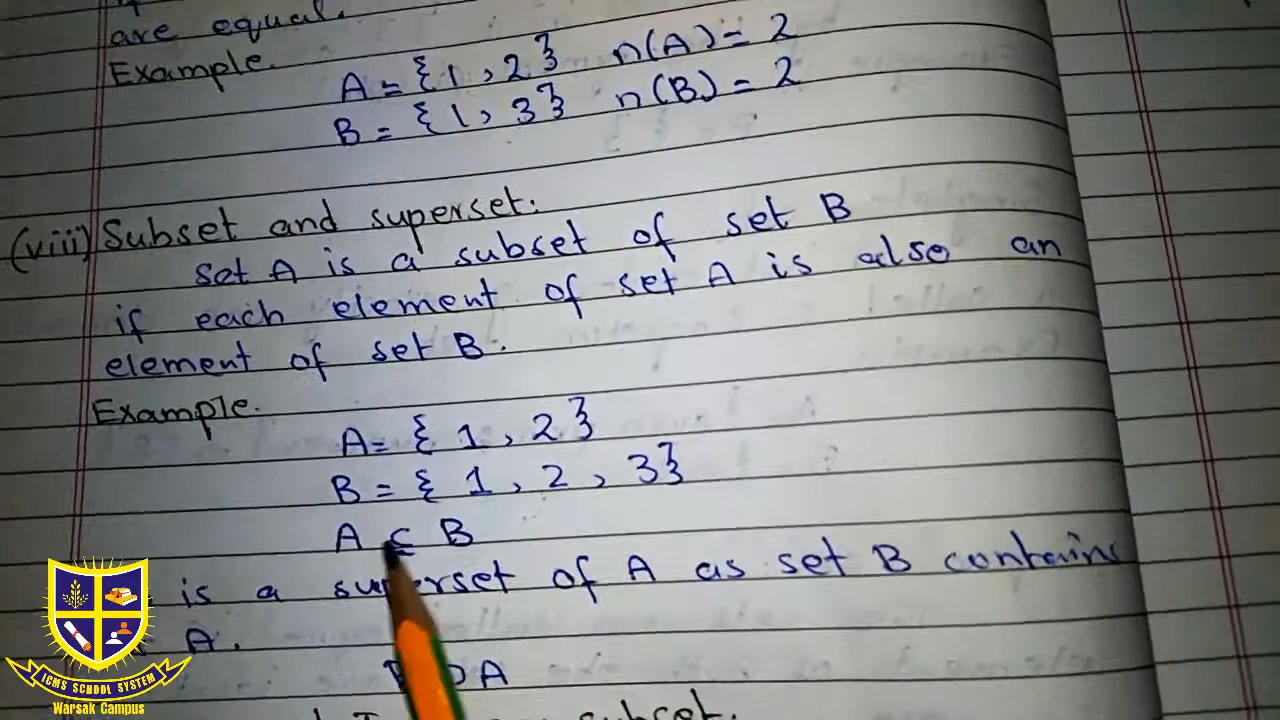 are equal.
Example.
A = {1, 2} n(A) = 2
B = {1, 3} n(B) = 2
(viii) Subset and superset.
Set A is a subset of set B
if each element of set A is also an
element of set B.
Example.
A = { 1 , 2 }
B = { 1 , 2 , 3 }
A ⊆ B
is a superset of A as set B contains
A.
⊃ A
subset.
ICMS SCHOOL SYSTEM
Warsak Campus